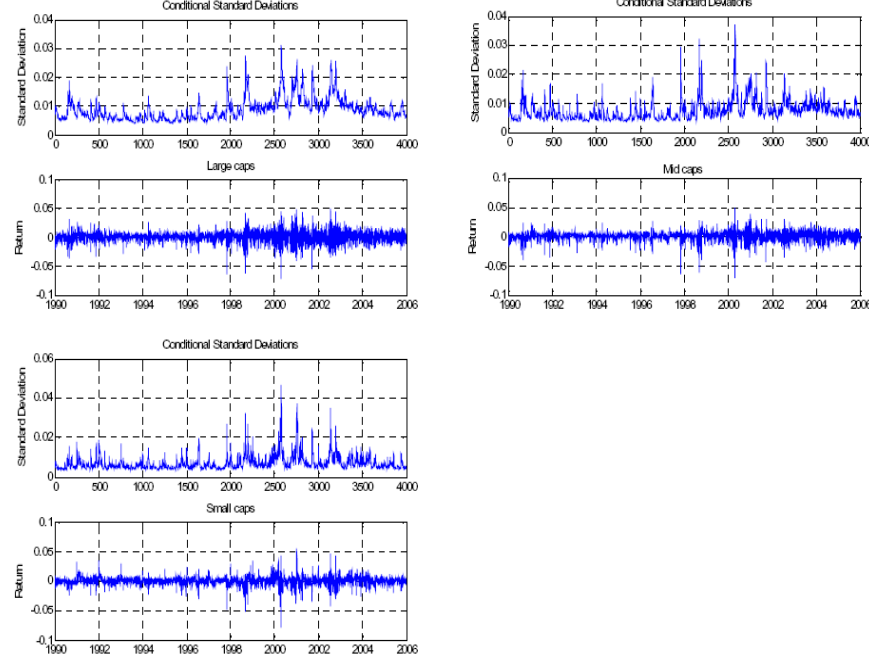 Conditional Standard Deviations
Standard Deviation
0.04
0.03
0.02
0.01
0
0 500 1000 1500 2000 2500 3000 3500 4000
Large caps
Return
0.1
0.05
0
-0.05
-0.1
1990 1992 1994 1996 1998 2000 2002 2004 2006
Conditional Standard Deviations
Standard Deviation
0.04
0.03
0.02
0.01
0
0 500 1000 1500 2000 2500 3000 3500 4000
Mid caps
Return
0.1
0.05
0
-0.05
-0.1
1990 1992 1994 1996 1998 2000 2002 2004 2006
Conditional Standard Deviations
Standard Deviation
0.06
0.04
0.02
0
0 500 1000 1500 2000 2500 3000 3500 4000
Small caps
Return
0.1
0.05
0
-0.05
-0.1
1990 1992 1994 1996 1998 2000 2002 2004 2006